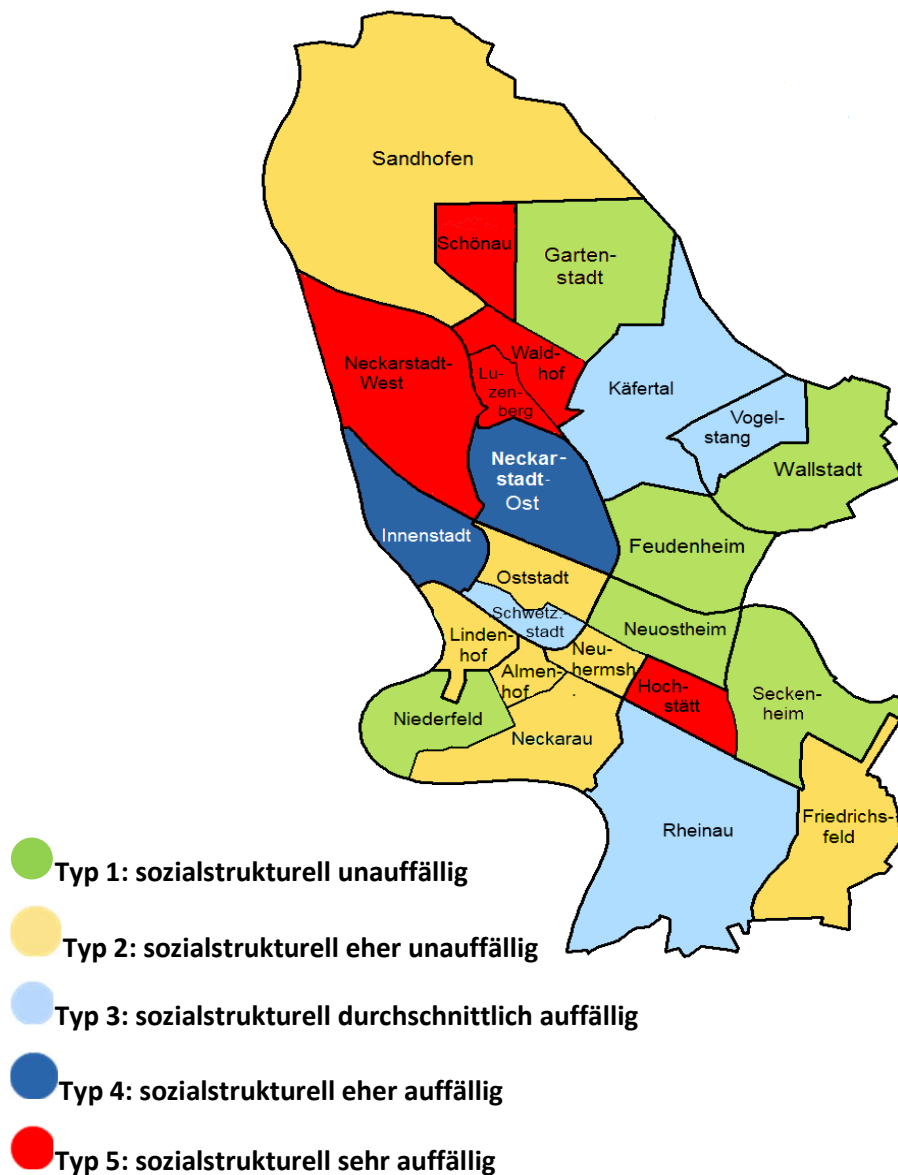 Sandhofen
Schönau
Garten-
stadt
Neckarstadt-
West
Wald-
hof
Lu-
zen-
berg
Käfertal
Vogel-
stang
Wallstadt
Neckar-
stadt-
Ost
Innenstadt
Feudenheim
Oststadt
Schwetz.-
stadt
Neuostheim
Linden-
hof
Almen-
hof
Neu-
hermsh.
Hoch-
stätt
Secken-
heim
Niederfeld
Neckarau
Rheinau
Friedrichs-
feld
Typ 1: sozialstrukturell unauffällig
Typ 2: sozialstrukturell eher unauffällig
Typ 3: sozialstrukturell durchschnittlich auffällig
Typ 4: sozialstrukturell eher auffällig
Typ 5: sozialstrukturell sehr auffällig